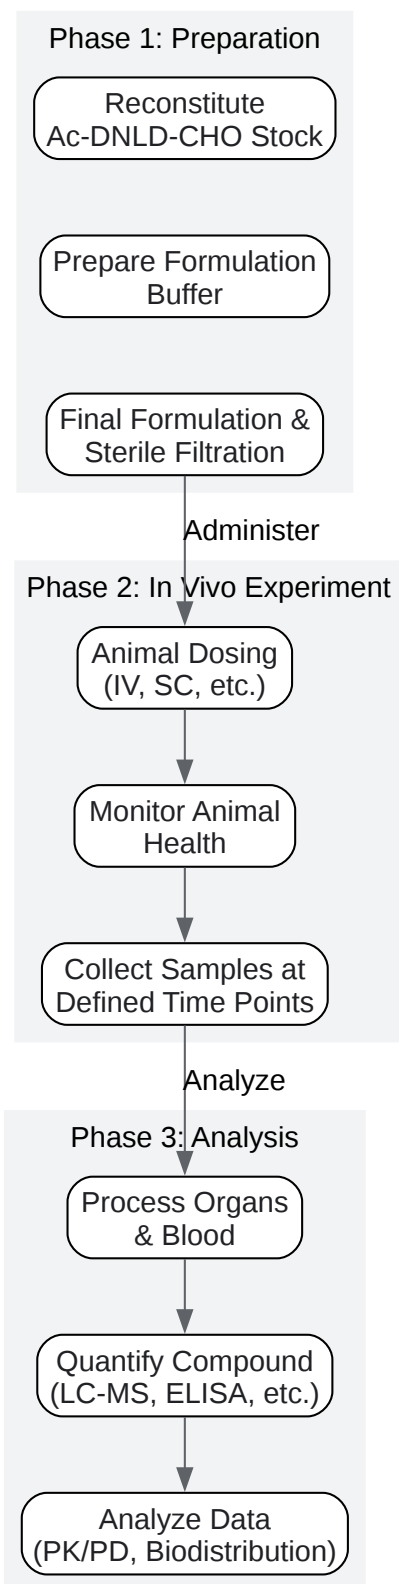 Phase 1: Preparation
Reconstitute
Ac-DNLD-CHO Stock
Prepare Formulation
Buffer
Final Formulation &
Sterile Filtration
Administer
Phase 2: In Vivo Experiment
Animal Dosing
(IV, SC, etc.)
Monitor Animal
Health
Collect Samples at
Defined Time Points
Analyze
Phase 3: Analysis
Process Organs
& Blood
Quantify Compound
(LC-MS, ELISA, etc.)
Analyze Data
(PK/PD, Biodistribution)